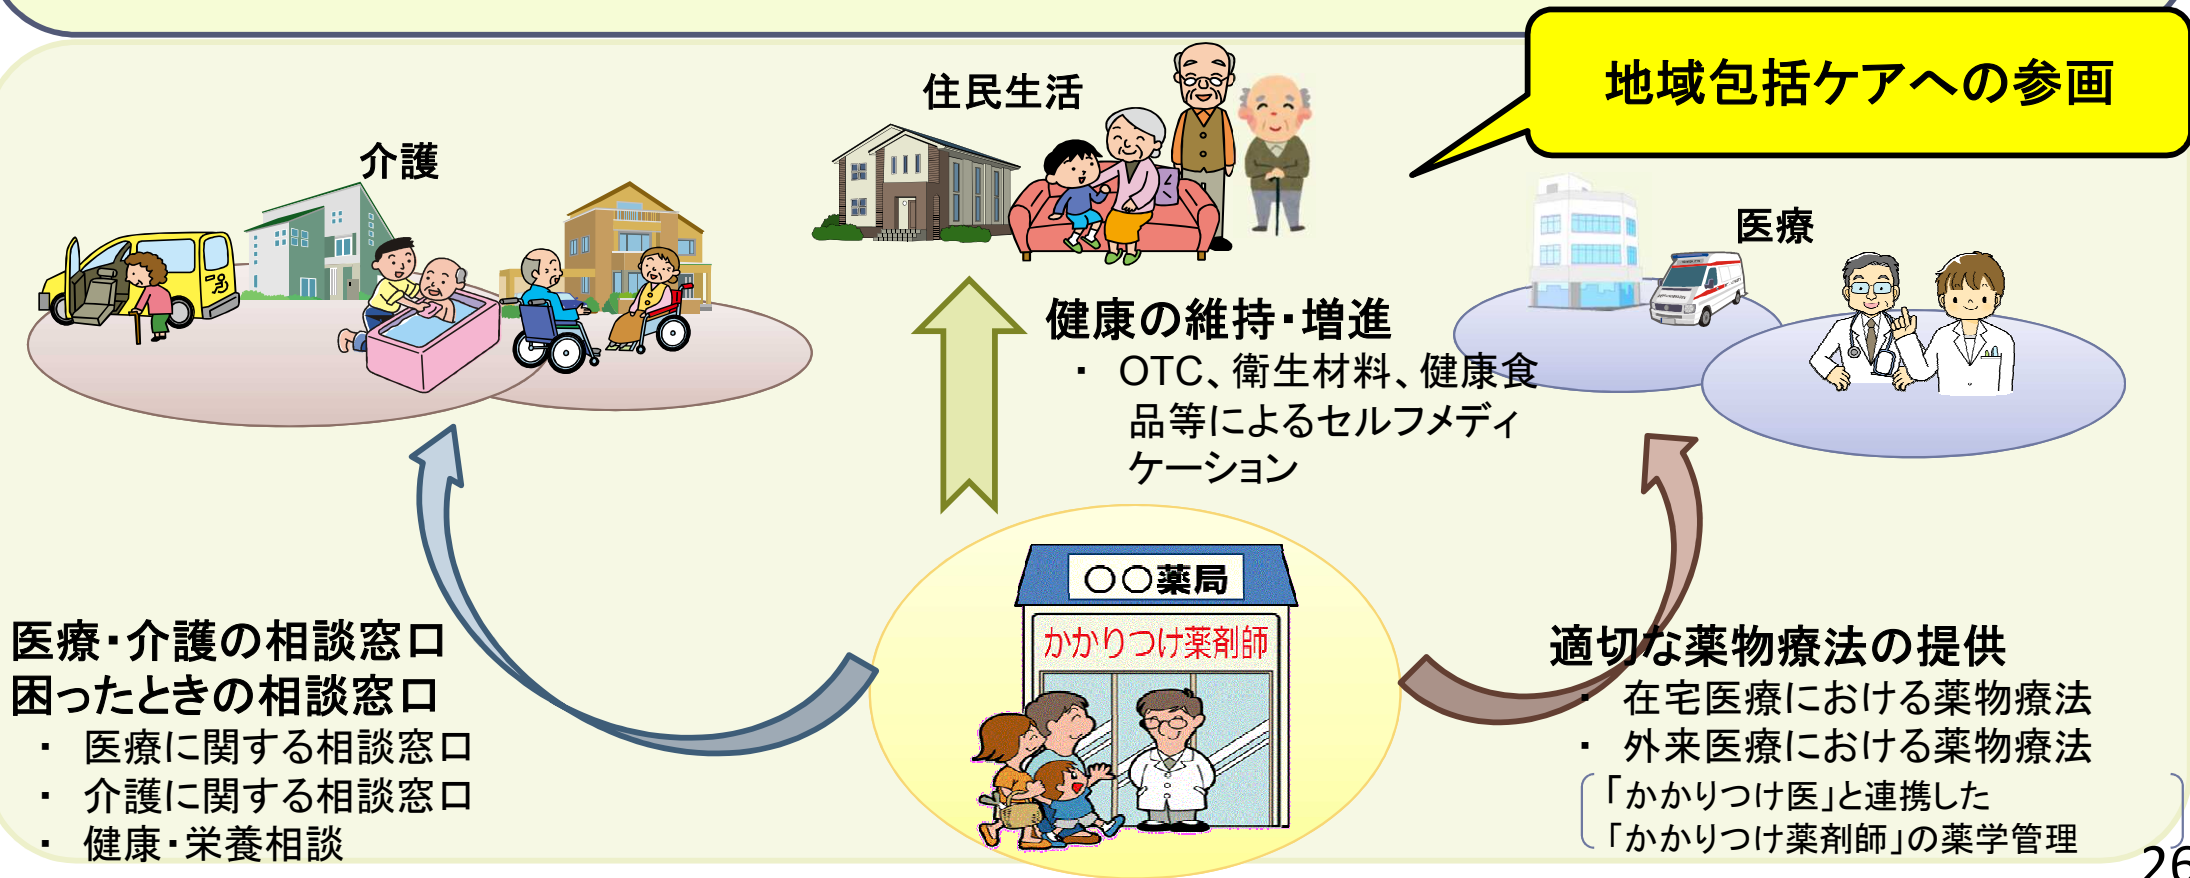 地域包括ケアへの参画
住民生活
介護
医療
健康の維持・増進
・ OTC、衛生材料、健康食
品等によるセルフメディ
ケーション
○○薬局
かかりつけ薬剤師
医療・介護の相談窓口
困ったときの相談窓口
・ 医療に関する相談窓口
・ 介護に関する相談窓口
・ 健康・栄養相談
適切な薬物療法の提供
・ 在宅医療における薬物療法
・ 外来医療における薬物療法
「かかりつけ医」と連携した
「かかりつけ薬剤師」の薬学管理
26